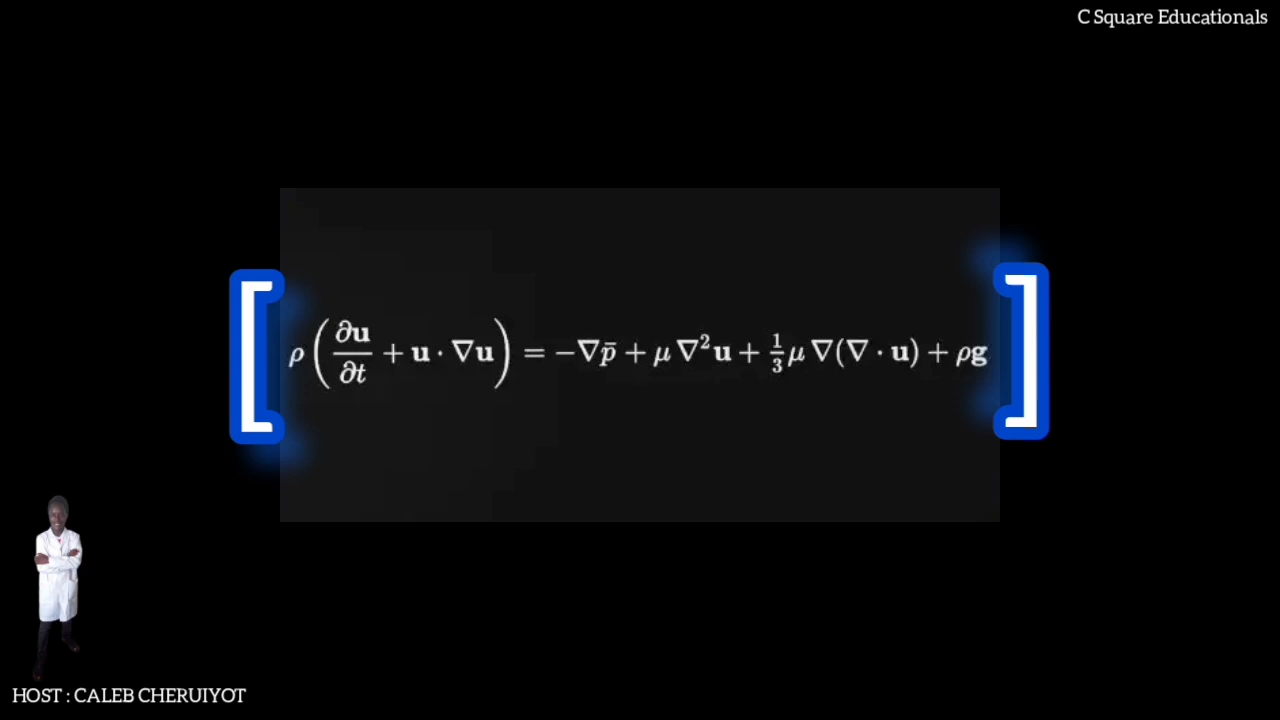 C Square Educationals
[ρ(∂𝐮/∂t + 𝐮 · ∇𝐮) = −∇p̄ + μ ∇²𝐮 + ⅓μ ∇(∇ · 𝐮) + ρ𝐠]
HOST : CALEB CHERUIYOT